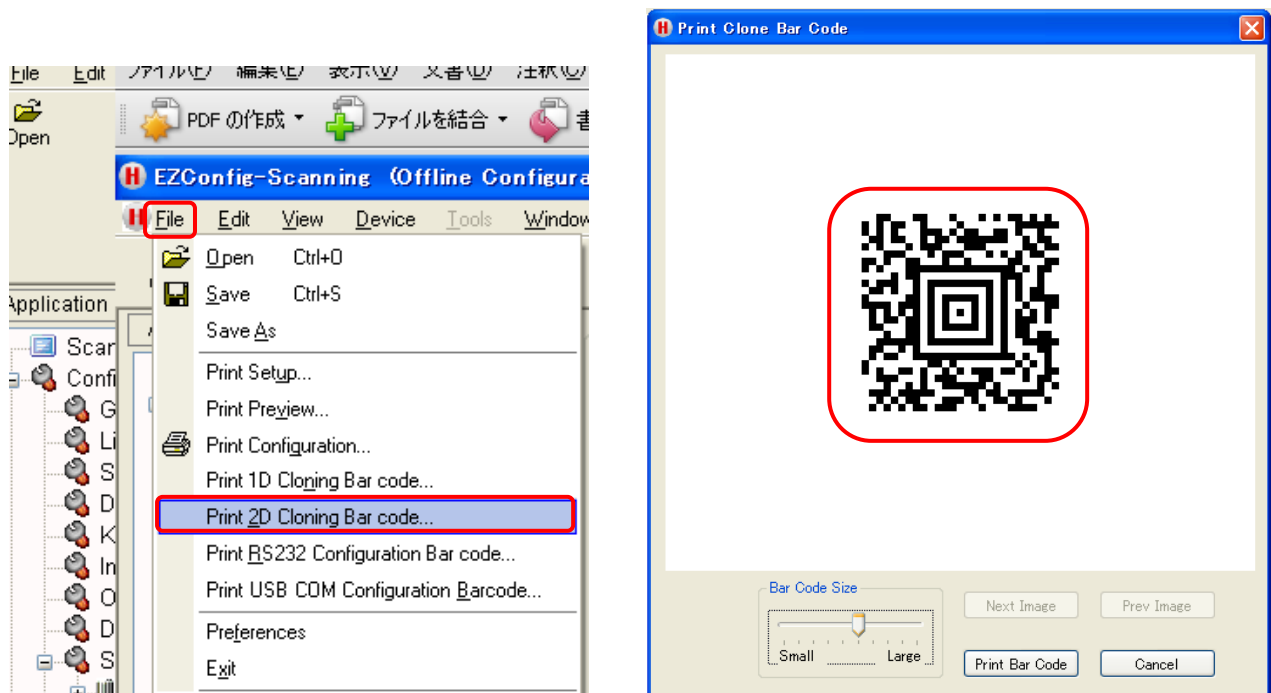 File Edit ファイル(F) 編集(E) 表示(V) 文書(D) 注釈(C)
Open PDF の作成 ファイルを結合
EZConfig-Scanning (Offline Configura
File Edit View Device Tools Window
Open Ctrl+O
Save Ctrl+S
Save As
Print Setup...
Print Preview...
Print Configuration...
Print 1D Cloning Bar code...
Print 2D Cloning Bar code...
Print RS232 Configuration Bar code...
Print USB COM Configuration Barcode...
Preferences
Exit
Application
Scar
Confi
G
Li
S
D
K
In
O
D
S
Print Clone Bar Code
Bar Code Size
Small Large
Next Image Prev Image
Print Bar Code Cancel